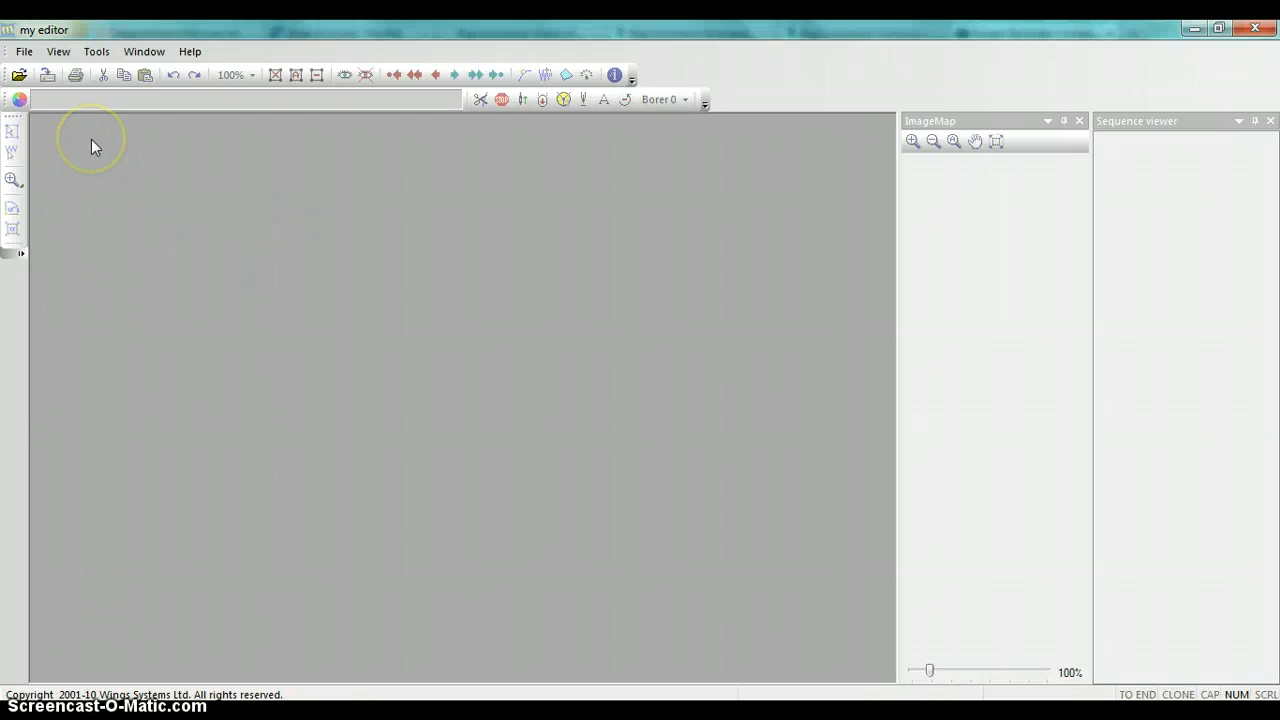 my editor
File View Tools Window Help
100%
STOP A Borer 0
ImageMap
Sequence viewer
100%
Copyright 2001-10 Wings Systems Ltd. All rights reserved.
TO END CLONE CAP NUM SCRL
Screencast-O-Matic.com